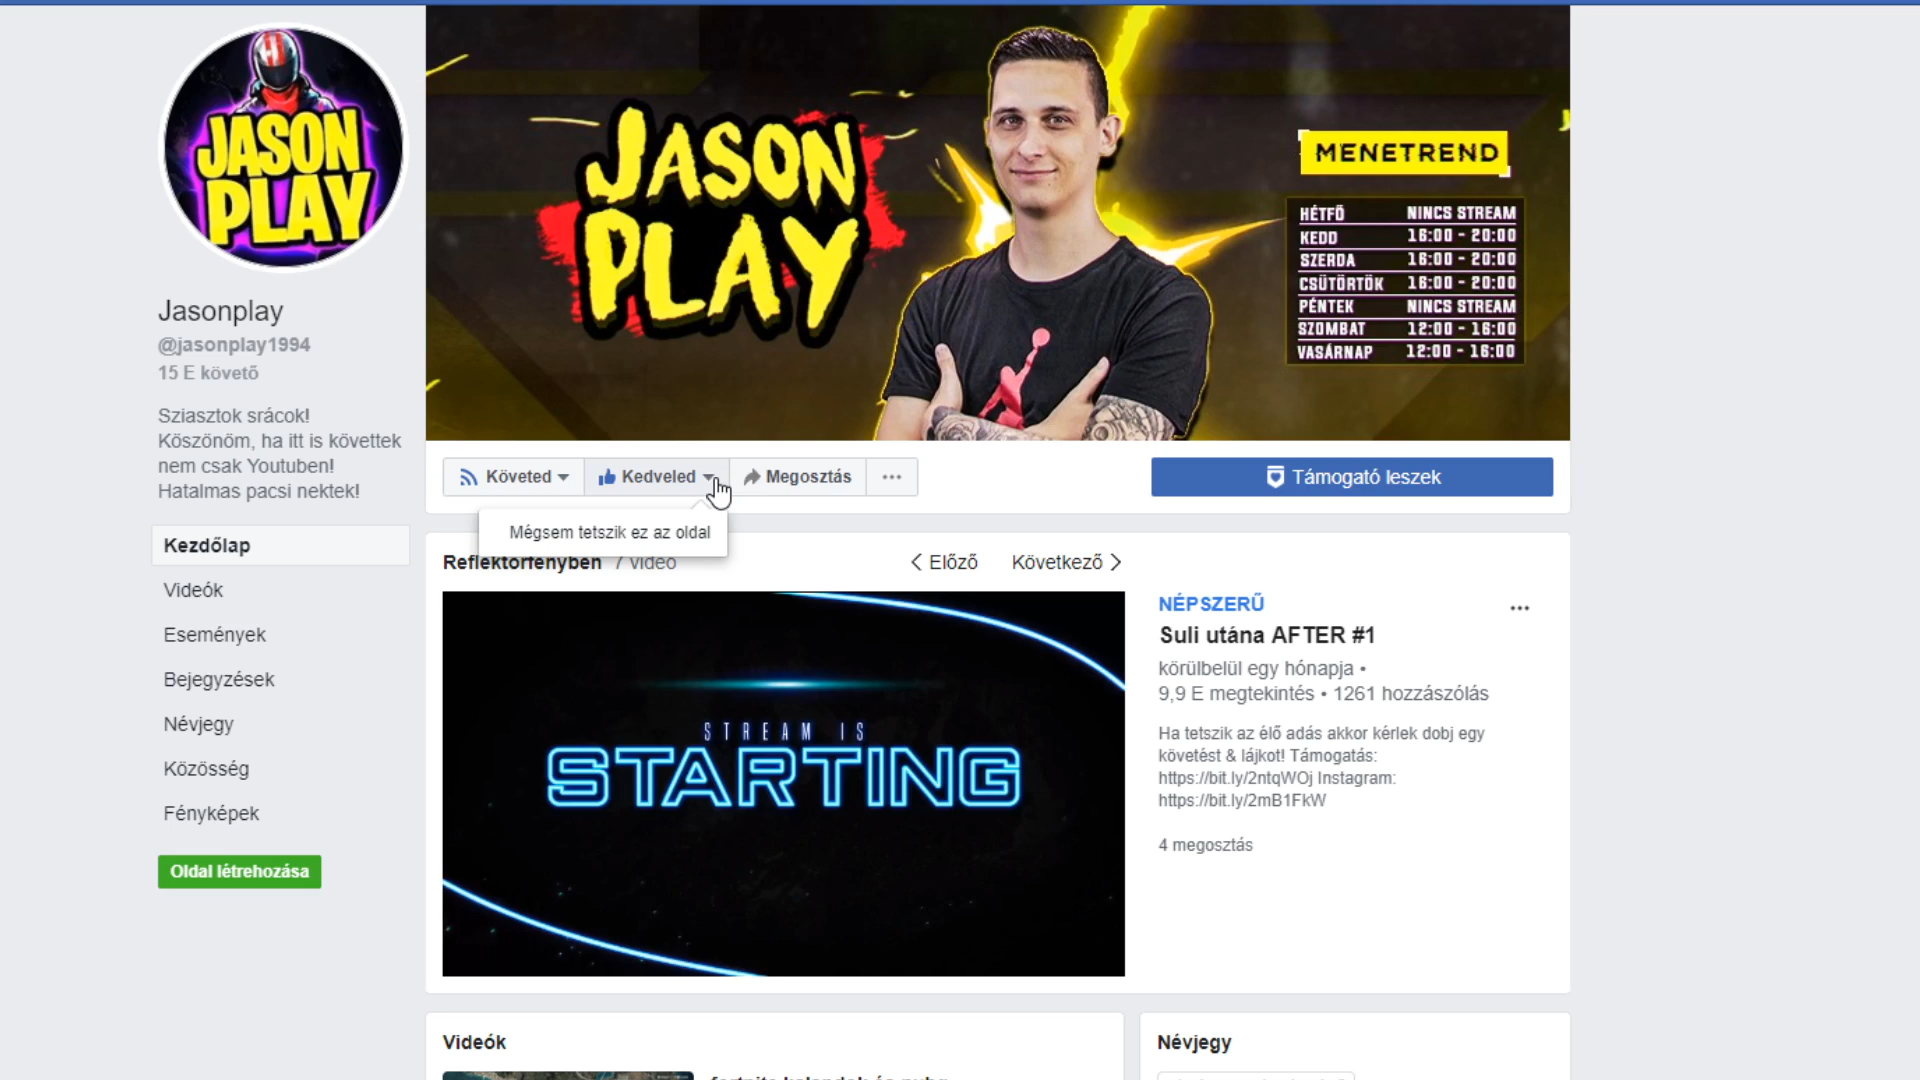 JASON
PLAY
Jasonplay
@jasonplay1994
15 E követő
Sziasztok srácok!
Köszönöm, ha itt is követtek
nem csak Youtuben!
Hatalmas pacsi nektek!
Kezdőlap
Videók
Események
Bejegyzések
Névjegy
Közösség
Fényképek
Oldal létrehozása
JASON
PLAY
MENETREND
HÉTFŐ NINCS STREAM
KEDD 16:00 - 20:00
SZERDA 16:00 - 20:00
CSÜTÖRTÖK 16:00 - 20:00
PÉNTEK NINCS STREAM
SZOMBAT 12:00 - 16:00
VASÁRNAP 12:00 - 16:00
Követed Kedveled Megosztás ...
Támogató leszek
Mégsem tetszik ez az oldal
Reflektorfényben 7 videó
Előző Következő
STREAM IS
STARTING
NÉPSZERŰ
Suli utána AFTER #1
körülbelül egy hónapja •
9,9 E megtekintés • 1261 hozzászólás
Ha tetszik az élő adás akkor kérlek dobj egy
követést & lájkot! Támogatás:
https://bit.ly/2ntqWOj Instagram:
https://bit.ly/2mB1FkW
4 megosztás
Videók
Névjegy